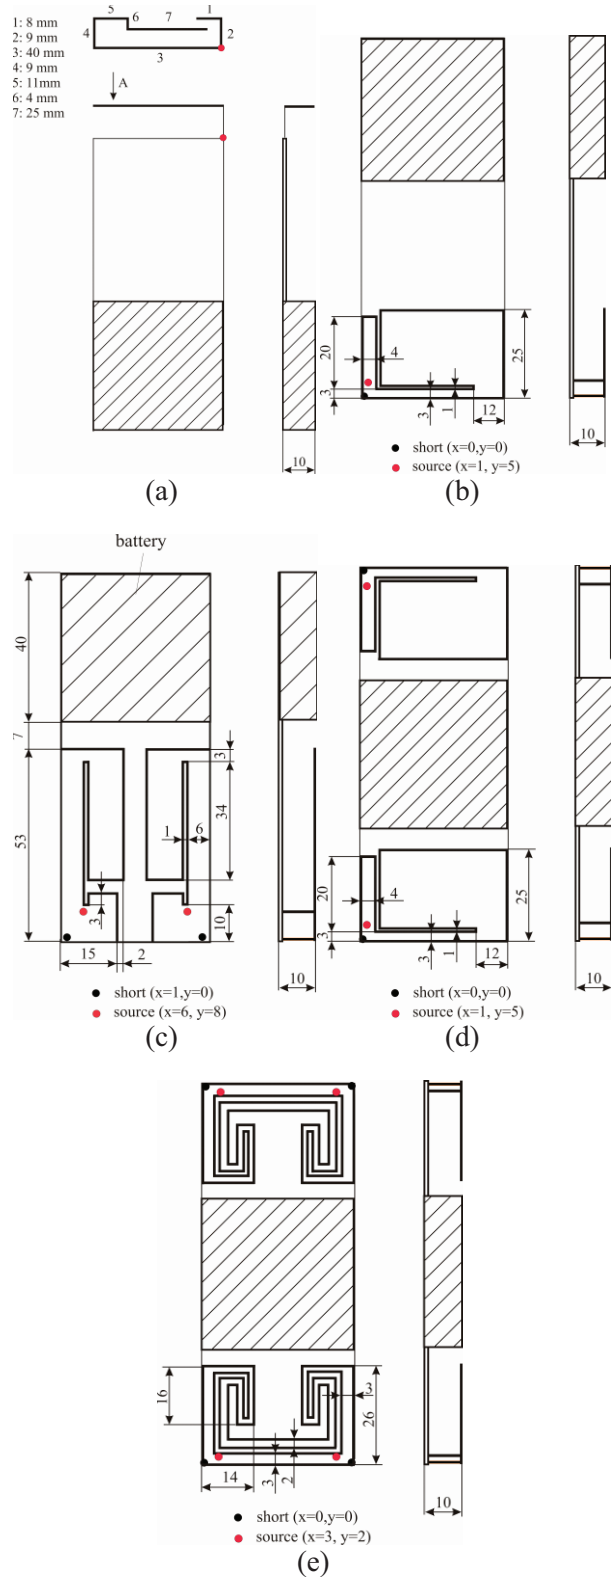 1: 8 mm
2: 9 mm
3: 40 mm
4: 9 mm
5: 11mm
6: 4 mm
7: 25 mm
5
6
7
1
4
2
3
A
10
(a)
20
3
4
3
1
12
25
10
short (x=0,y=0)
source (x=1, y=5)
(b)
battery
40
7
53
3
34
1
6
3
10
15
2
10
short (x=1,y=0)
source (x=6, y=8)
(c)
20
3
4
3
1
12
25
10
short (x=0,y=0)
source (x=1, y=5)
(d)
16
14
3
2
3
26
10
short (x=0,y=0)
source (x=3, y=2)
(e)